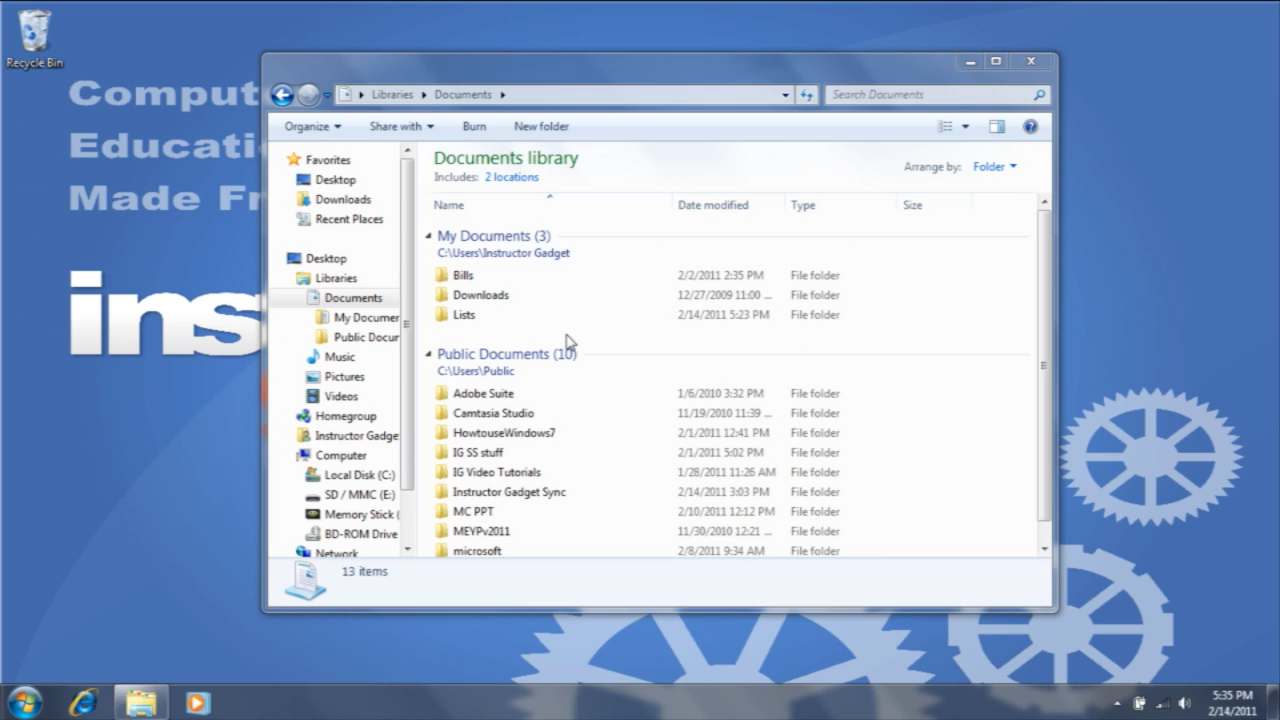 Recycle Bin
Comput
Educati
Made Fr
ins
Libraries Documents
Search Documents
Organize Share with Burn New folder
Favorites
Desktop
Downloads
Recent Places
Desktop
Libraries
Documents
My Documer
Public Docur
Music
Pictures
Videos
Homegroup
Instructor Gadge
Computer
Local Disk (C:)
SD / MMC (E:)
Memory Stick (
BD-ROM Drive
Network
Documents library
Includes: 2 locations
Arrange by: Folder
Name Date modified Type Size
My Documents (3)
C:\Users\Instructor Gadget
Bills 2/2/2011 2:35 PM File folder
Downloads 12/27/2009 11:00 ... File folder
Lists 2/14/2011 5:23 PM File folder
Public Documents (10)
C:\Users\Public
Adobe Suite 1/6/2010 3:32 PM File folder
Camtasia Studio 11/19/2010 11:39 ... File folder
HowtouseWindows7 2/1/2011 12:41 PM File folder
IG SS stuff 2/1/2011 5:02 PM File folder
IG Video Tutorials 1/28/2011 11:26 AM File folder
Instructor Gadget Sync 2/14/2011 3:03 PM File folder
MC PPT 2/10/2011 12:12 PM File folder
MEYPv2011 11/30/2010 12:21 ... File folder
microsoft 2/8/2011 9:34 AM File folder
13 items
5:35 PM
2/14/2011